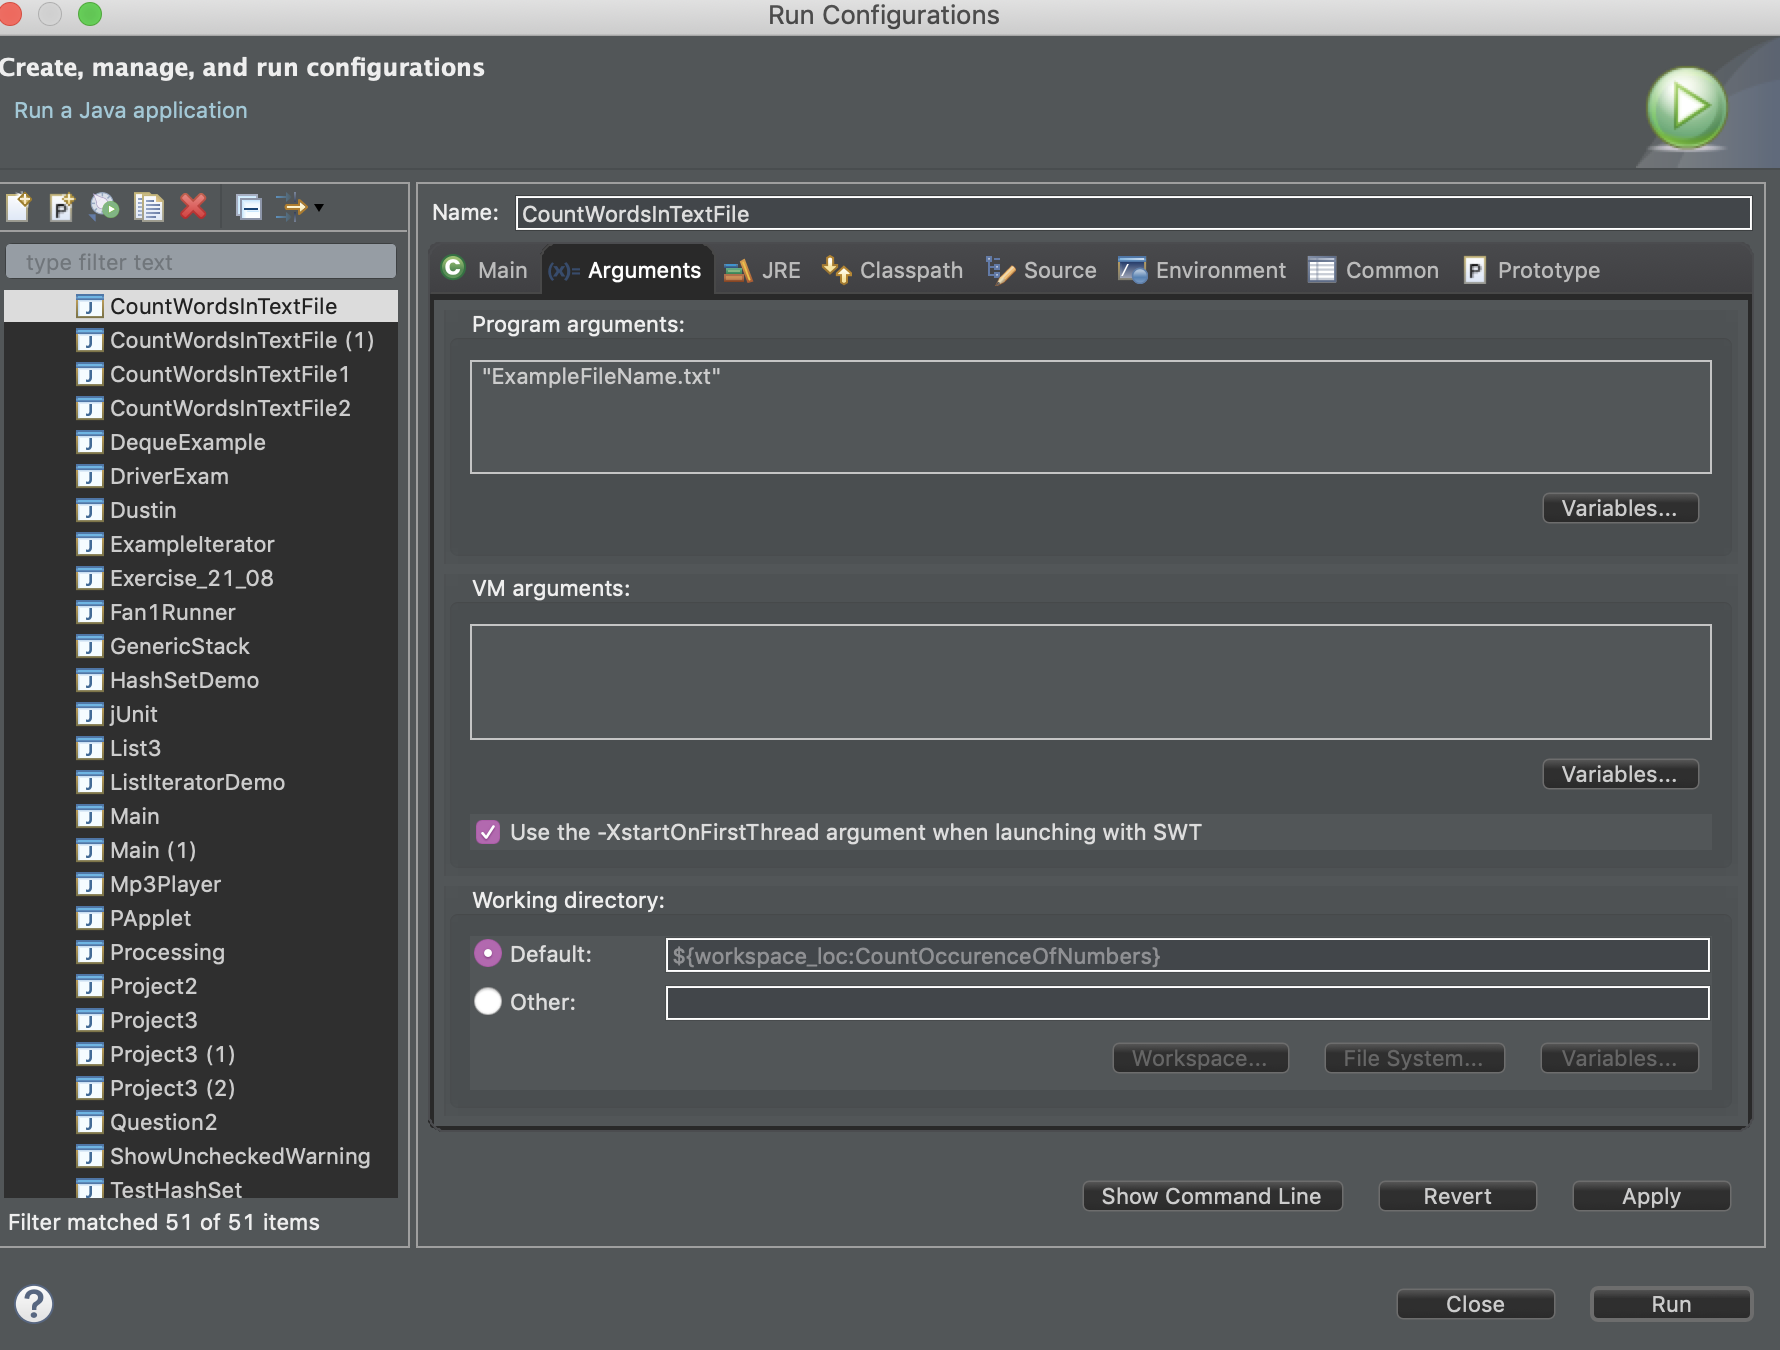 Run Configurations
Create, manage, and run configurations
Run a Java application
type filter text
CountWordsInTextFile
CountWordsInTextFile (1)
CountWordsInTextFile1
CountWordsInTextFile2
DequeExample
DriverExam
Dustin
ExampleIterator
Exercise_21_08
Fan1Runner
GenericStack
HashSetDemo
jUnit
List3
ListIteratorDemo
Main
Main (1)
Mp3Player
PApplet
Processing
Project2
Project3
Project3 (1)
Project3 (2)
Question2
ShowUncheckedWarning
TestHashSet
Filter matched 51 of 51 items
Name: CountWordsInTextFile
Main (x)= Arguments JRE Classpath Source Environment Common Prototype
Program arguments:
"ExampleFileName.txt"
Variables...
VM arguments:
Variables...
Use the -XstartOnFirstThread argument when launching with SWT
Working directory:
Default: ${workspace_loc:CountOccurenceOfNumbers}
Other:
Workspace... File System... Variables...
Show Command Line Revert Apply
Close Run